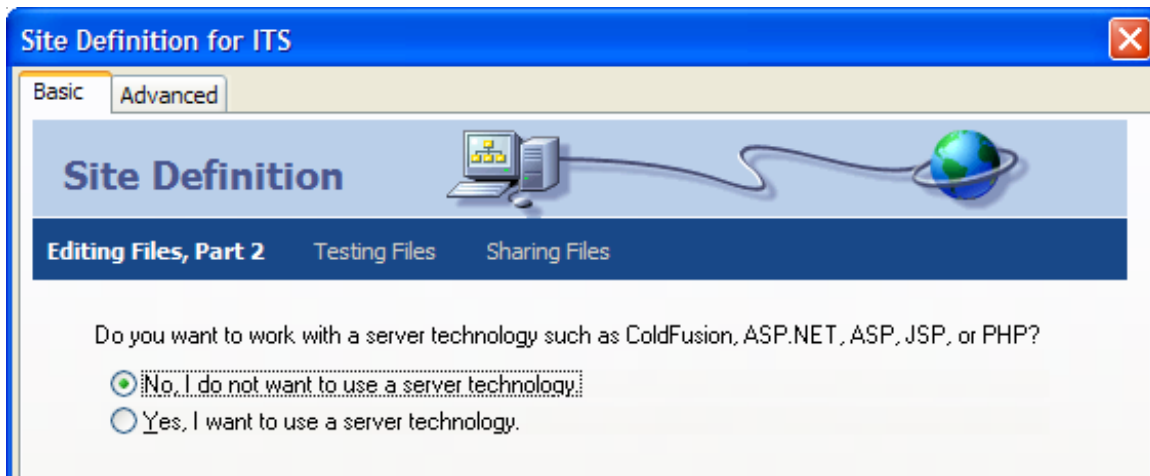 Site Definition for ITS
Basic Advanced
Site Definition
Editing Files, Part 2 Testing Files Sharing Files
Do you want to work with a server technology such as ColdFusion, ASP.NET, ASP, JSP, or PHP?
No, I do not want to use a server technology.
Yes, I want to use a server technology.